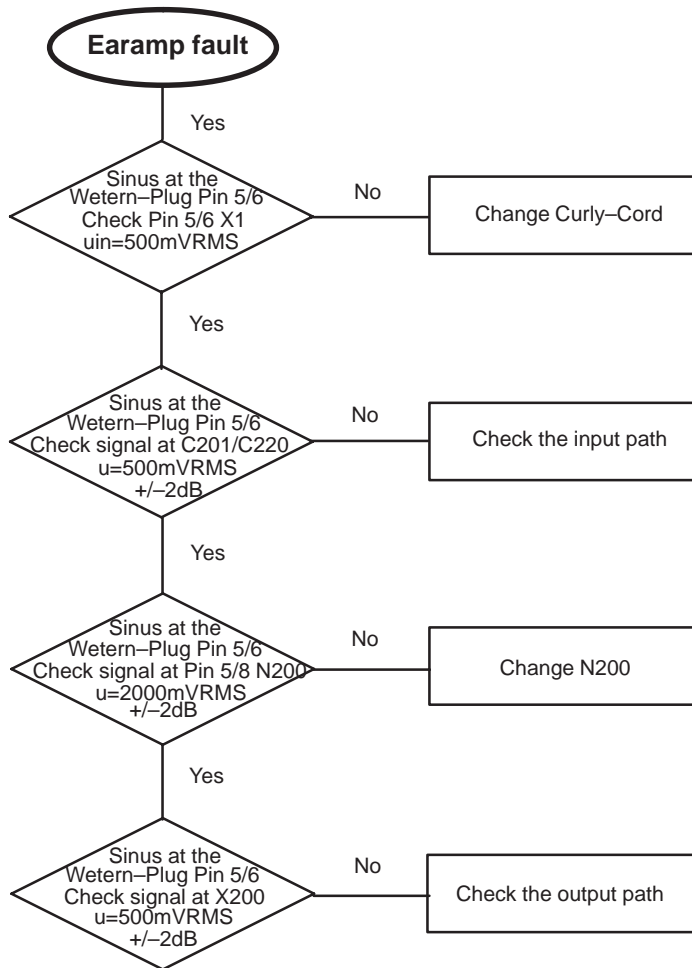 Earamp fault
Yes
Sinus at the
Wetern–Plug Pin 5/6
Check Pin 5/6 X1
uin=500mVRMS
No
Change Curly–Cord
Yes
Sinus at the
Wetern–Plug Pin 5/6
Check signal at C201/C220
u=500mVRMS
+/–2dB
No
Check the input path
Yes
Sinus at the
Wetern–Plug Pin 5/6
Check signal at Pin 5/8 N200
u=2000mVRMS
+/–2dB
No
Change N200
Yes
Sinus at the
Wetern–Plug Pin 5/6
Check signal at X200
u=500mVRMS
+/–2dB
No
Check the output path